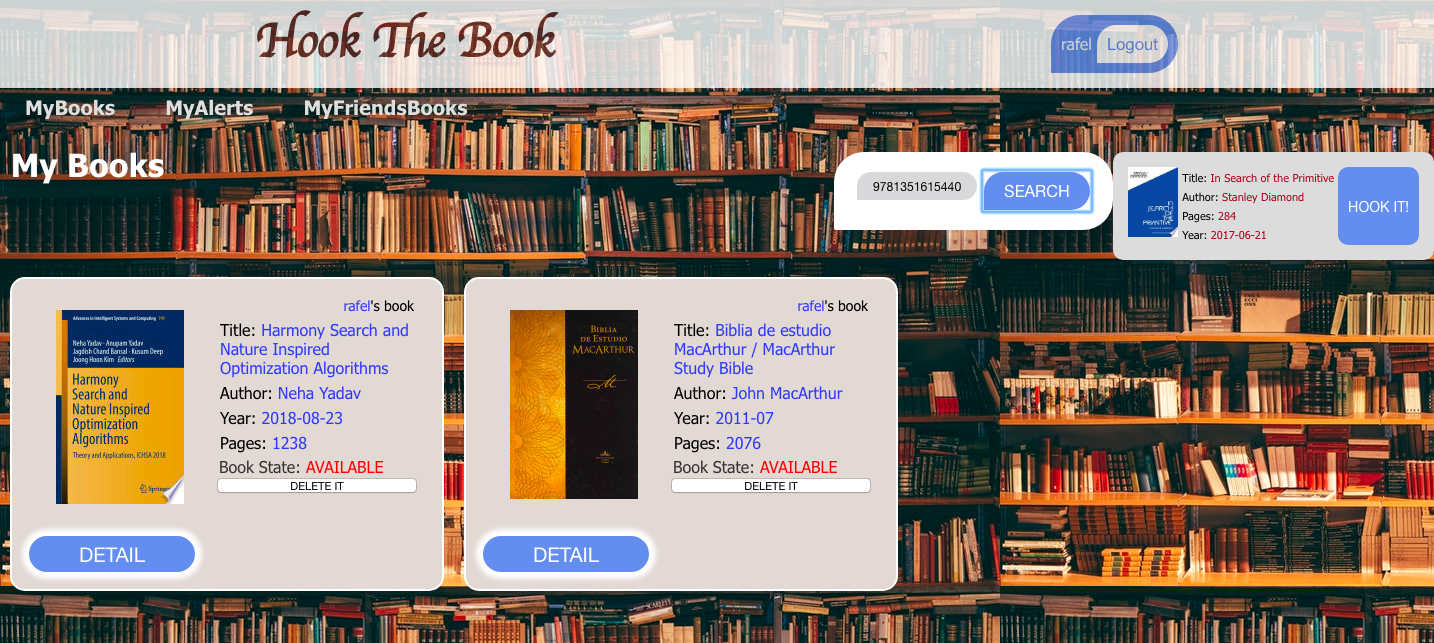 Hook The Book
rafel Logout
MyBooks MyAlerts MyFriendsBooks
My Books
9781351615440
SEARCH
Title: In Search of the Primitive
Author: Stanley Diamond
Pages: 284
Year: 2017-06-21
HOOK IT!
rafel's book
Advances in Intelligent Systems and Computing 741
Neha Yadav · Anupam Yadav
Jagdish Chand Bansal · Kusum Deep
Joong Hoon Kim Editors
Harmony
Search and
Nature Inspired
Optimization
Algorithms
Theory and Applications, ICHSA 2018
Springer
Title: Harmony Search and
Nature Inspired
Optimization Algorithms
Author: Neha Yadav
Year: 2018-08-23
Pages: 1238
Book State: AVAILABLE
DELETE IT
DETAIL
rafel's book
BIBLIA
DE ESTUDIO
MACARTHUR
Title: Biblia de estudio
MacArthur / MacArthur
Study Bible
Author: John MacArthur
Year: 2011-07
Pages: 2076
Book State: AVAILABLE
DELETE IT
DETAIL